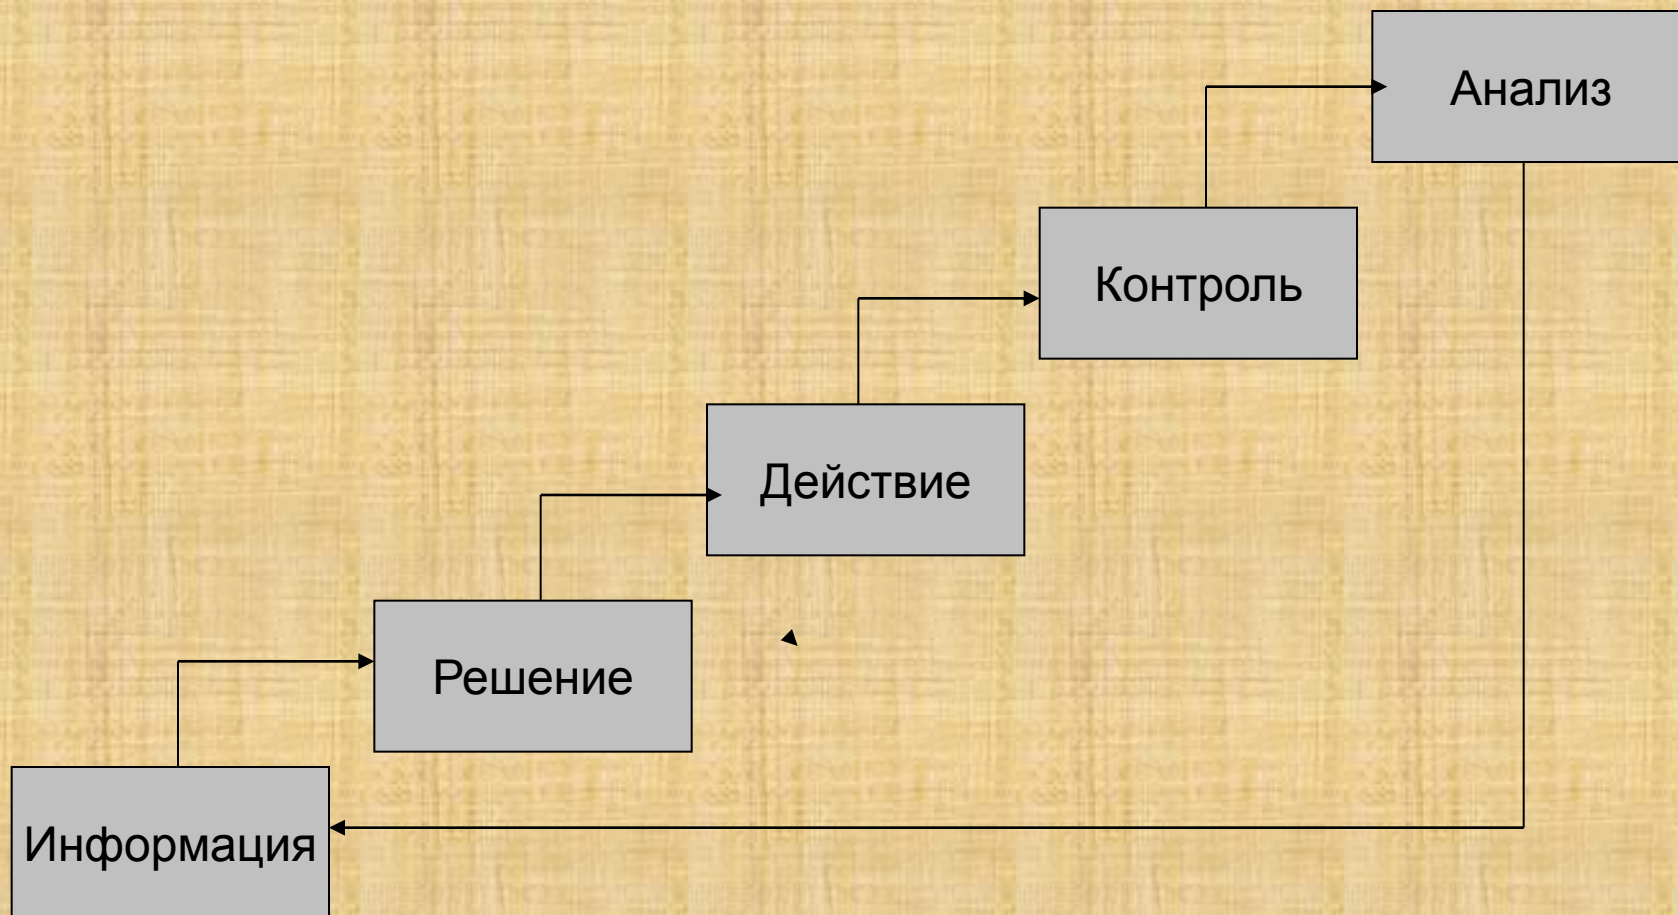 Анализ
Контроль
Действие
Решение
Информация